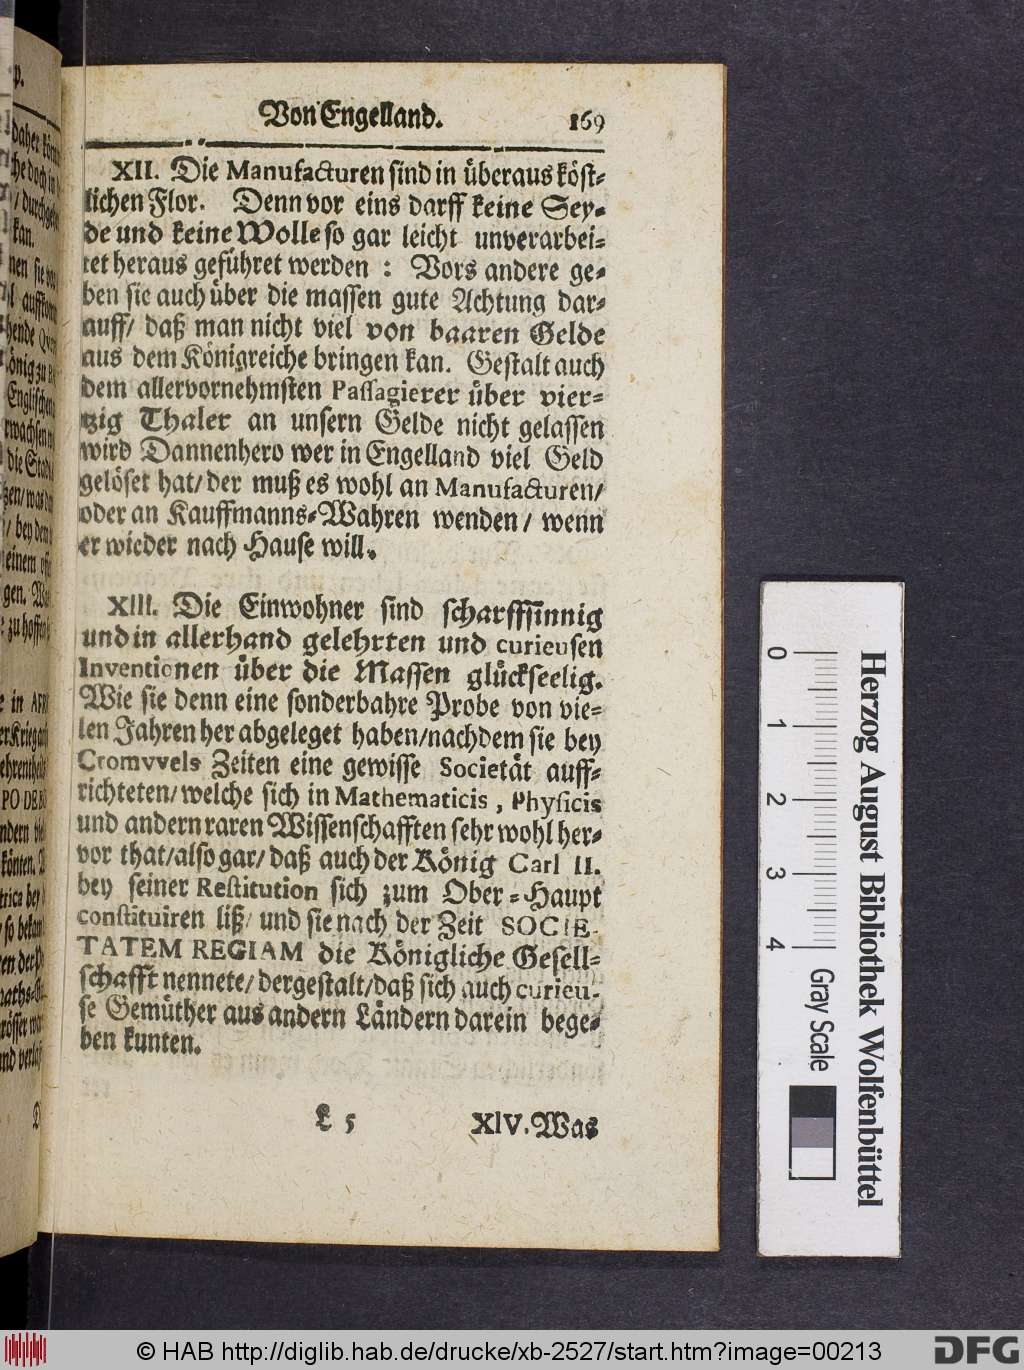 Von Engelland. 169
XII. Die Manufacturen sind in überaus köst-
lichen Flor. Denn vor eins darff keine Sey-
de und keine Wolle so gar leicht unverarbei-
tet heraus geführet werden : Vors andere ge-
ben sie auch über die massen gute Achtung dar-
auff/ daß man nicht viel von baaren Gelde
aus dem Königreiche bringen kan. Gestalt auch
dem allervornehmsten Passagierer über vier-
tzig Thaler an unsern Gelde nicht gelassen
wird Dannenhero wer in Engelland viel Geld
gelöset hat/ der muß es wohl an Manufacturen/
oder an Kauffmanns-Wahren wenden / wenn
er wieder nach Hause will.
XIII. Die Einwohner sind scharffsinnig
und in allerhand gelehrten und curieusen
Inventionen über die Massen glückseelig.
Wie sie denn eine sonderbahre Probe von vie-
len Jahren her abgeleget haben/nachdem sie bey
Cromvvels Zeiten eine gewisse Societät auff-
richteten/ welche sich in Mathematicis, Physicis
und andern raren Wissenschafften sehr wohl her-
vor that/also gar/ daß auch der König Carl II.
bey seiner Restitution sich zum Ober-Haupt
constituiren liß/ und sie nach der Zeit SOCIE-
TATEM REGIAM die Königliche Gesell-
schafft nennete/ dergestalt/daß sich auch curieu-
se Gemüther aus andern Ländern darein bege-
ben kunten.
L 5 XIV. Was
0 1 2 3 4
Gray Scale
Herzog August Bibliothek Wolfenbüttel
© HAB http://diglib.hab.de/drucke/xb-2527/start.htm?image=00213
DFG